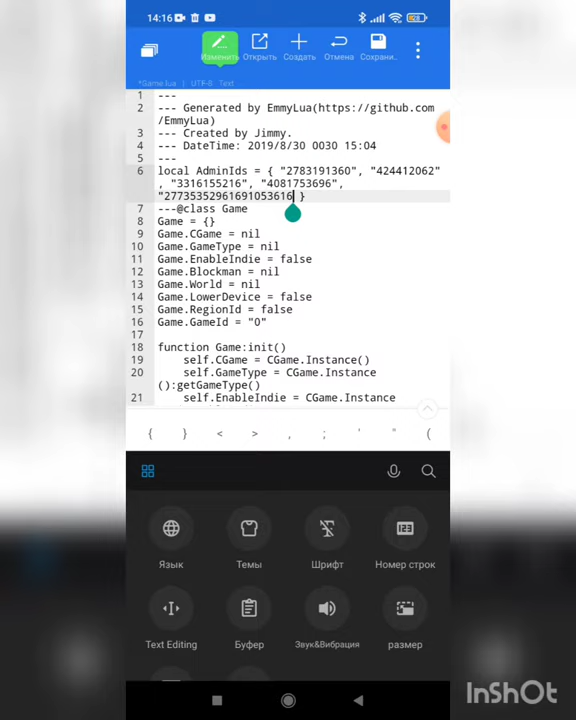 14:16
Изменить
Открыть
Создать
Отмена
Сохрани..
*Game.lua | UTF-8 Text
1 ---
2 --- Generated by EmmyLua(https://github.com
/EmmyLua)
3 --- Created by Jimmy.
4 --- DateTime: 2019/8/30 0030 15:04
5 ---
6 local AdminIds = { "2783191360", "424412062"
, "3316155216", "4081753696",
"27735352961691053616 }
7 ---@class Game
8 Game = {}
9 Game.CGame = nil
10 Game.GameType = nil
11 Game.EnableIndie = false
12 Game.Blockman = nil
13 Game.World = nil
14 Game.LowerDevice = false
15 Game.RegionId = false
16 Game.GameId = "0"
17
18 function Game:init()
19 self.CGame = CGame.Instance()
20 self.GameType = CGame.Instance
():getGameType()
21 self.EnableIndie = CGame.Instance
{ } < > , ; ' " (
Язык
Темы
Шрифт
Номер строк
Text Editing
Буфер
Звук&Вибрация
размер
InShOt